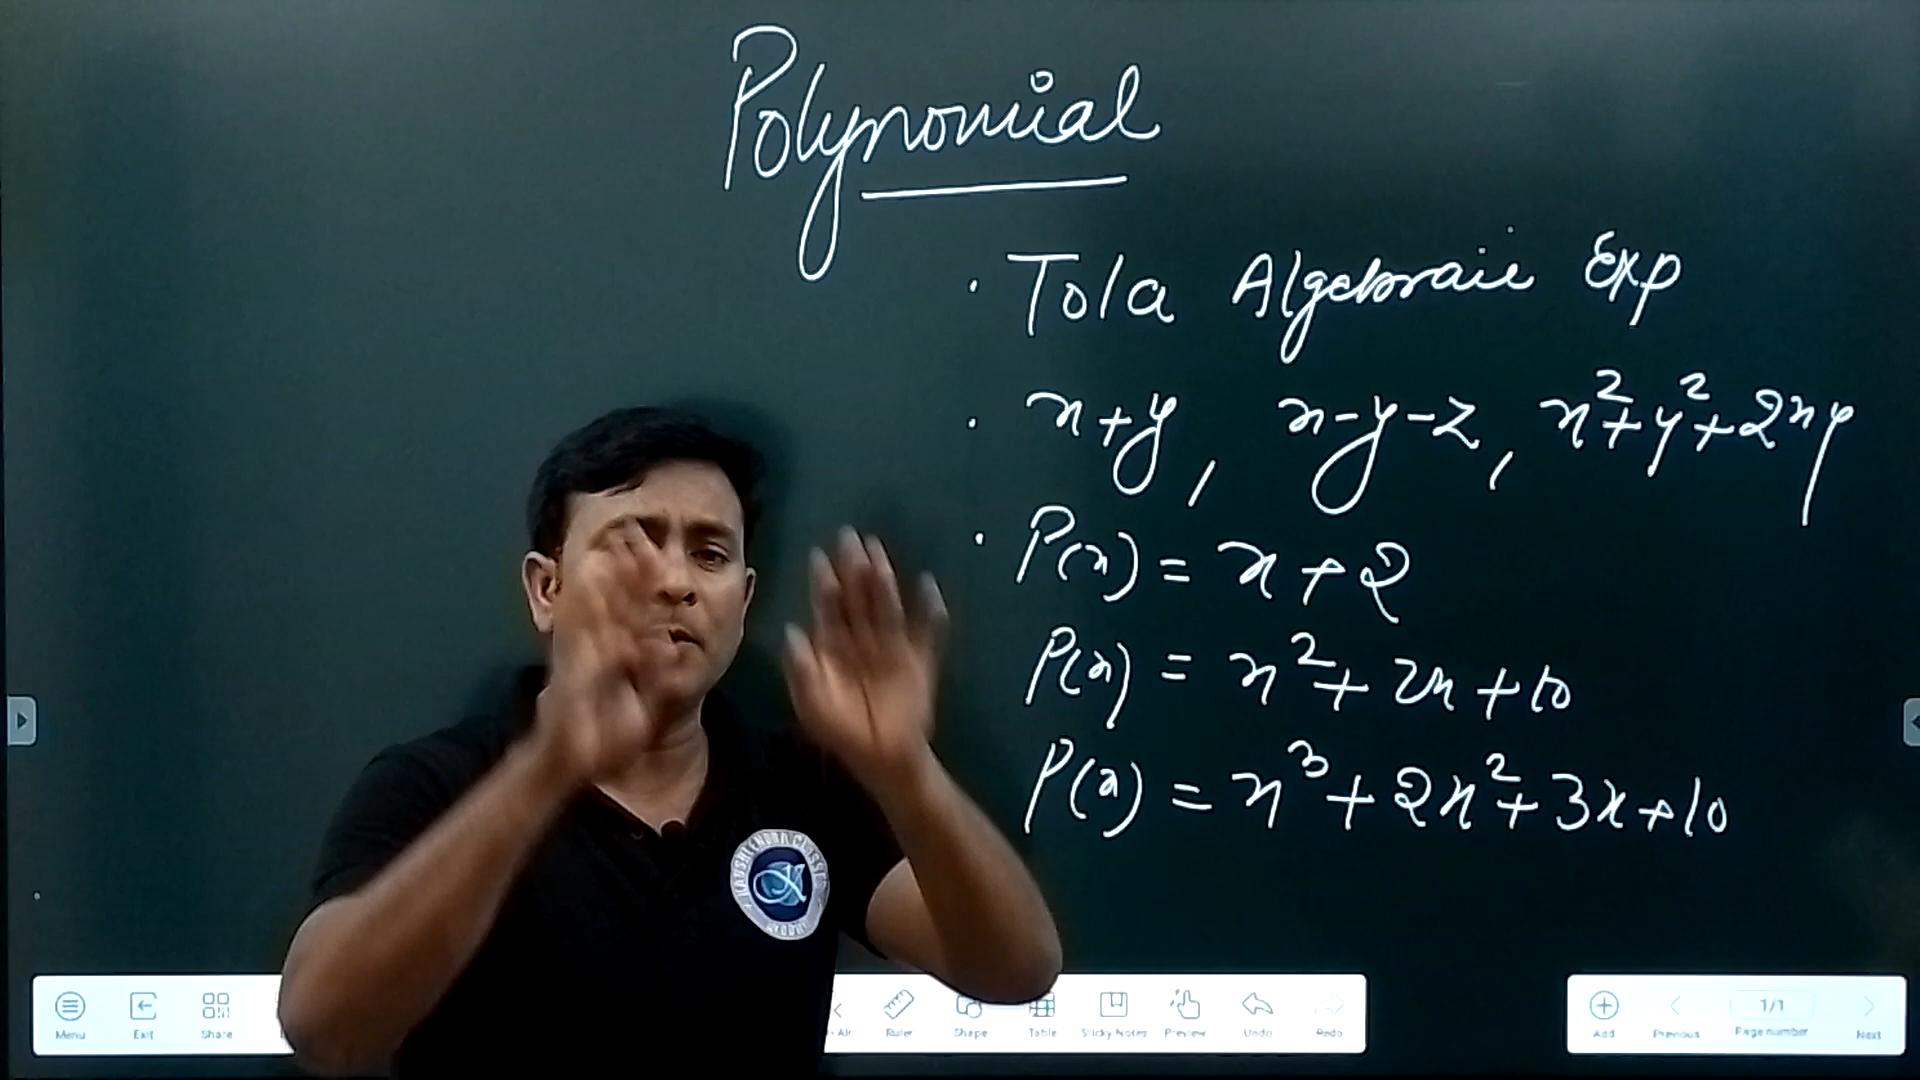 Polynomial
· Tola Algebraic Exp
· x+y, x-y-z, x²+y²+2xy
· P(x) = x+2
P(x) = x²+2x+10
P(x) = x³+2x²+3x+10
Menu Exit Share Ruler Shape Table Sticky Notes Preview Undo Redo Add Previous 1/1 Page number Next